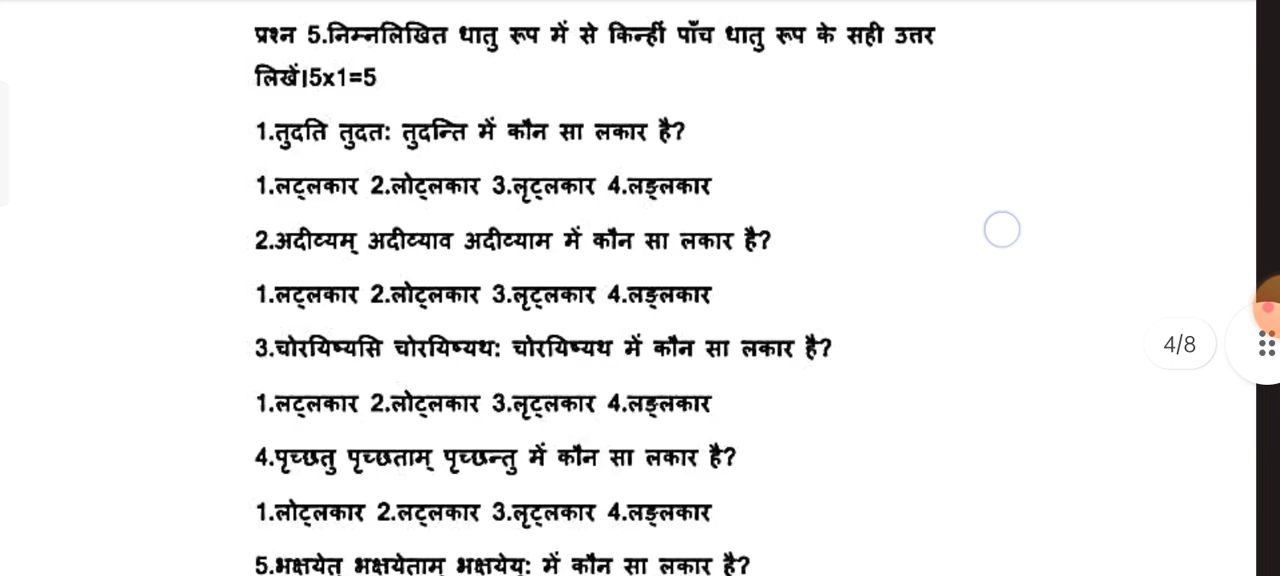 प्रश्न 5.निम्नलिखित धातु रूप में से किन्हीं पाँच धातु रूप के सही उत्तर
लिखें।5x1=5
1.तुदति तुदत: तुदन्ति में कौन सा लकार है?
1.लट्लकार 2.लोट्लकार 3.लृट्लकार 4.लङ्लकार
2.अदीव्यम् अदीव्याव अदीव्याम में कौन सा लकार है?
1.लट्लकार 2.लोट्लकार 3.लृट्लकार 4.लङ्लकार
3.चोरयिष्यसि चोरयिष्यथ: चोरयिष्यथ में कौन सा लकार है?
1.लट्लकार 2.लोट्लकार 3.लृट्लकार 4.लङ्लकार
4/8
4.पृच्छतु पृच्छताम् पृच्छन्तु में कौन सा लकार है?
1.लोट्लकार 2.लट्लकार 3.लृट्लकार 4.लङ्लकार
5.भक्षयेत् भक्षयेताम् भक्षयेयु: में कौन सा लकार है?